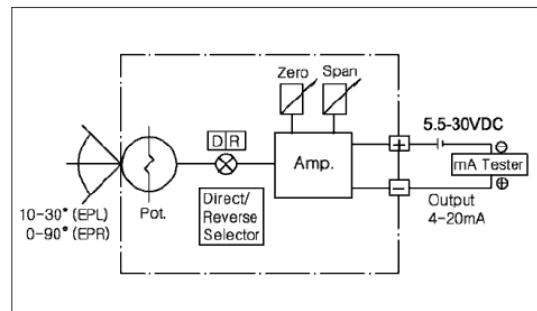 Zero Span
5.5-30VDC
D R
+
mA Tester
Amp.
−
⊖
⊕
10-30° (EPL)
0-90° (EPR)
Pot.
Direct/
Reverse
Selector
Output
4-20mA